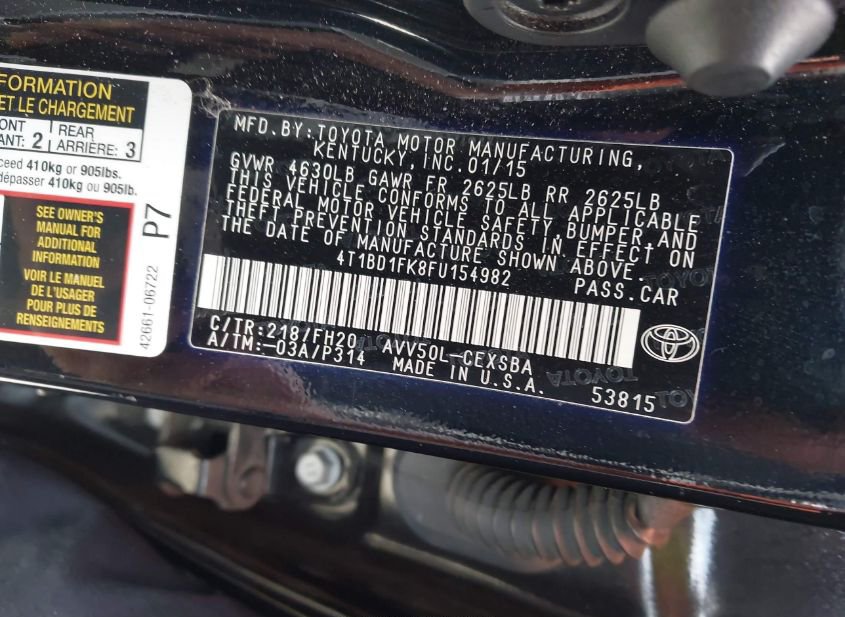 FORMATION
ET LE CHARGEMENT
ONT
ANT: 2
REAR
ARRIÈRE: 3
ceed 410kg or 905lbs.
dépasser 410kg ou 905lb.
SEE OWNER'S
MANUAL FOR
ADDITIONAL
INFORMATION
VOIR LE MANUEL
DE L'USAGER
POUR PLUS DE
RENSEIGNEMENTS
P7
42661-06722
MFD.BY:TOYOTA MOTOR MANUFACTURING,
KENTUCKY,INC.01/15
GVWR 4630LB GAWR FR 2625LB RR 2625LB
THIS VEHICLE CONFORMS TO ALL APPLICABLE
FEDERAL MOTOR VEHICLE SAFETY,BUMPER,AND
THEFT PREVENTION STANDARDS IN EFFECT ON
THE DATE OF MANUFACTURE SHOWN ABOVE.
4T1BD1FK8FU154982
PASS.CAR
C/TR:218/FH20 AVV50L-CEXSBA
A/TM:-03A/P314 MADE IN U.S.A.
53815
TOYOTA